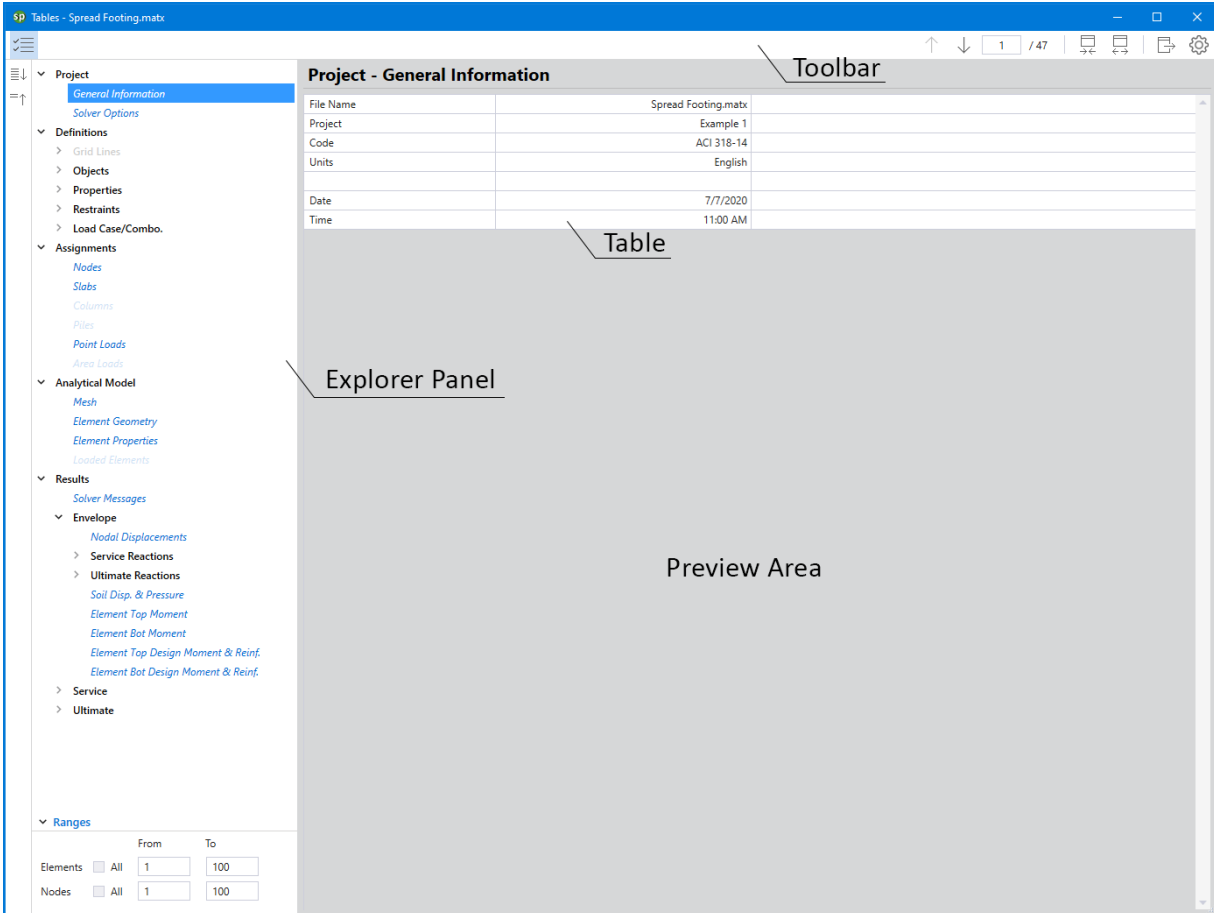 sp Tables - Spread Footing.matx
1 / 47
Toolbar
Project
General Information
Solver Options
Definitions
Grid Lines
Objects
Properties
Restraints
Load Case/Combo.
Assignments
Nodes
Slabs
Columns
Piles
Point Loads
Area Loads
Analytical Model
Mesh
Element Geometry
Element Properties
Loaded Elements
Results
Solver Messages
Envelope
Nodal Displacements
Service Reactions
Ultimate Reactions
Soil Disp. & Pressure
Element Top Moment
Element Bot Moment
Element Top Design Moment & Reinf.
Element Bot Design Moment & Reinf.
Service
Ultimate
Ranges
From To
Elements All 1 100
Nodes All 1 100
Project - General Information
File Name Spread Footing.matx
Project Example 1
Code ACI 318-14
Units English
Date 7/7/2020
Time 11:00 AM
Table
Explorer Panel
Preview Area